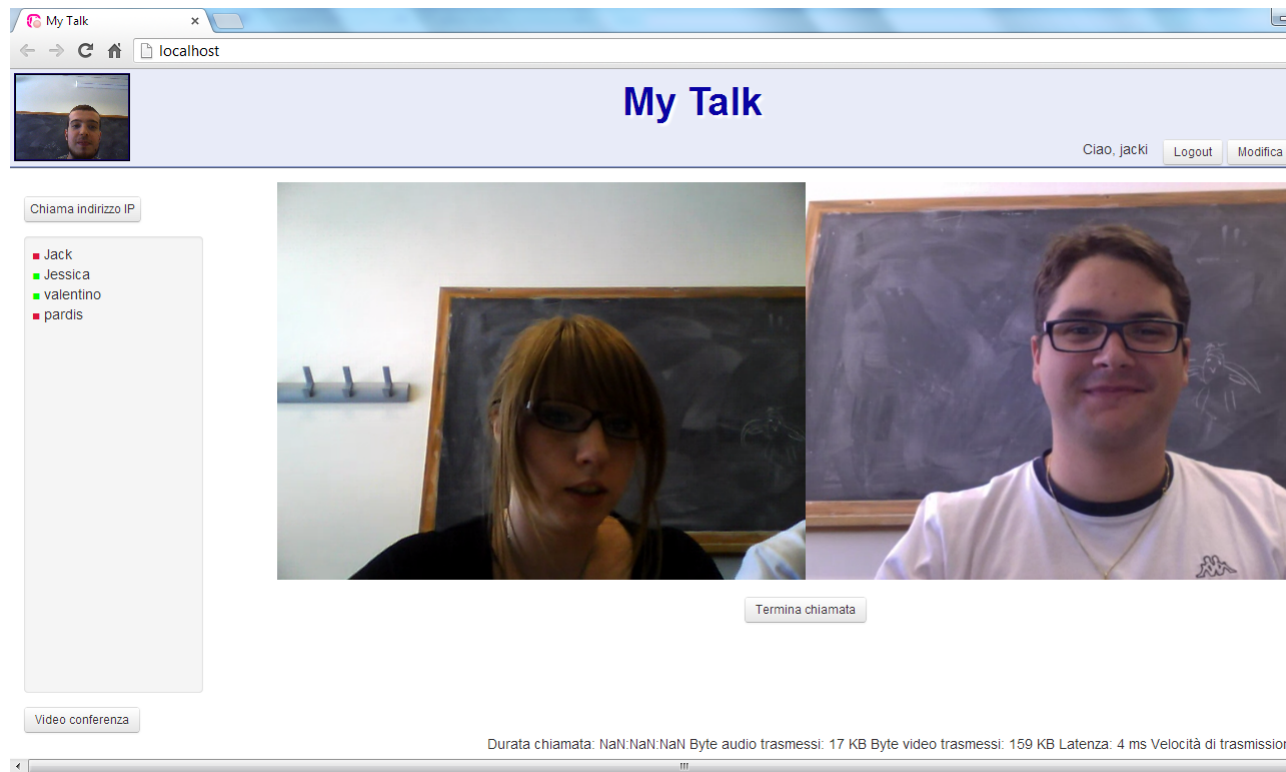 My Talk
localhost
My Talk
Ciao, jacki Logout Modifica
Chiama indirizzo IP
Jack
Jessica
valentino
pardis
Termina chiamata
Video conferenza
Durata chiamata: NaN:NaN:NaN Byte audio trasmessi: 17 KB Byte video trasmessi: 159 KB Latenza: 4 ms Velocità di trasmission